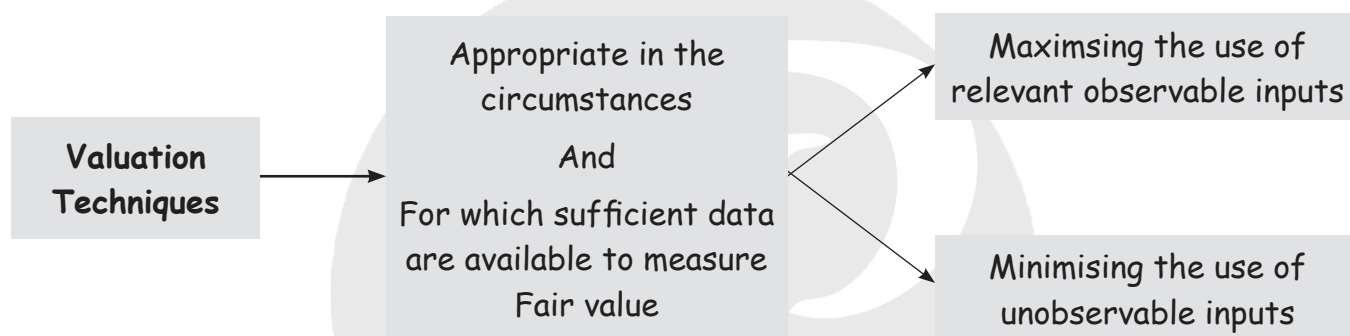 Valuation
Techniques
Appropriate in the
circumstances
And
For which sufficient data
are available to measure
Fair value
Maximsing the use of
relevant observable inputs
Minimising the use of
unobservable inputs